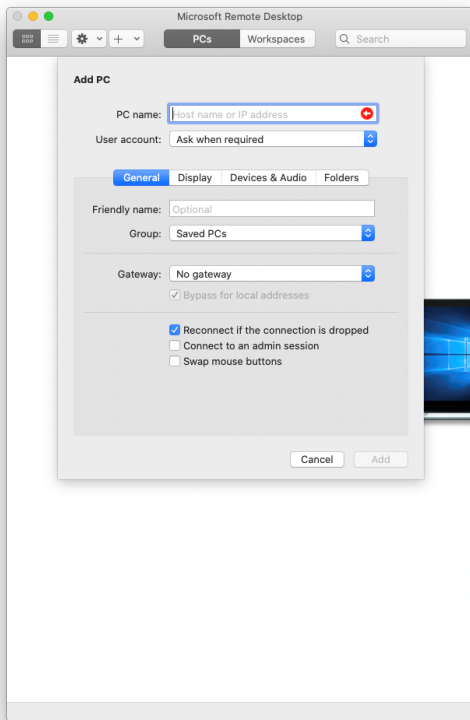 Microsoft Remote Desktop
PCs Workspaces Search
Add PC
PC name: Host name or IP address
User account: Ask when required
General Display Devices & Audio Folders
Friendly name: Optional
Group: Saved PCs
Gateway: No gateway
Bypass for local addresses
Reconnect if the connection is dropped
Connect to an admin session
Swap mouse buttons
Cancel Add